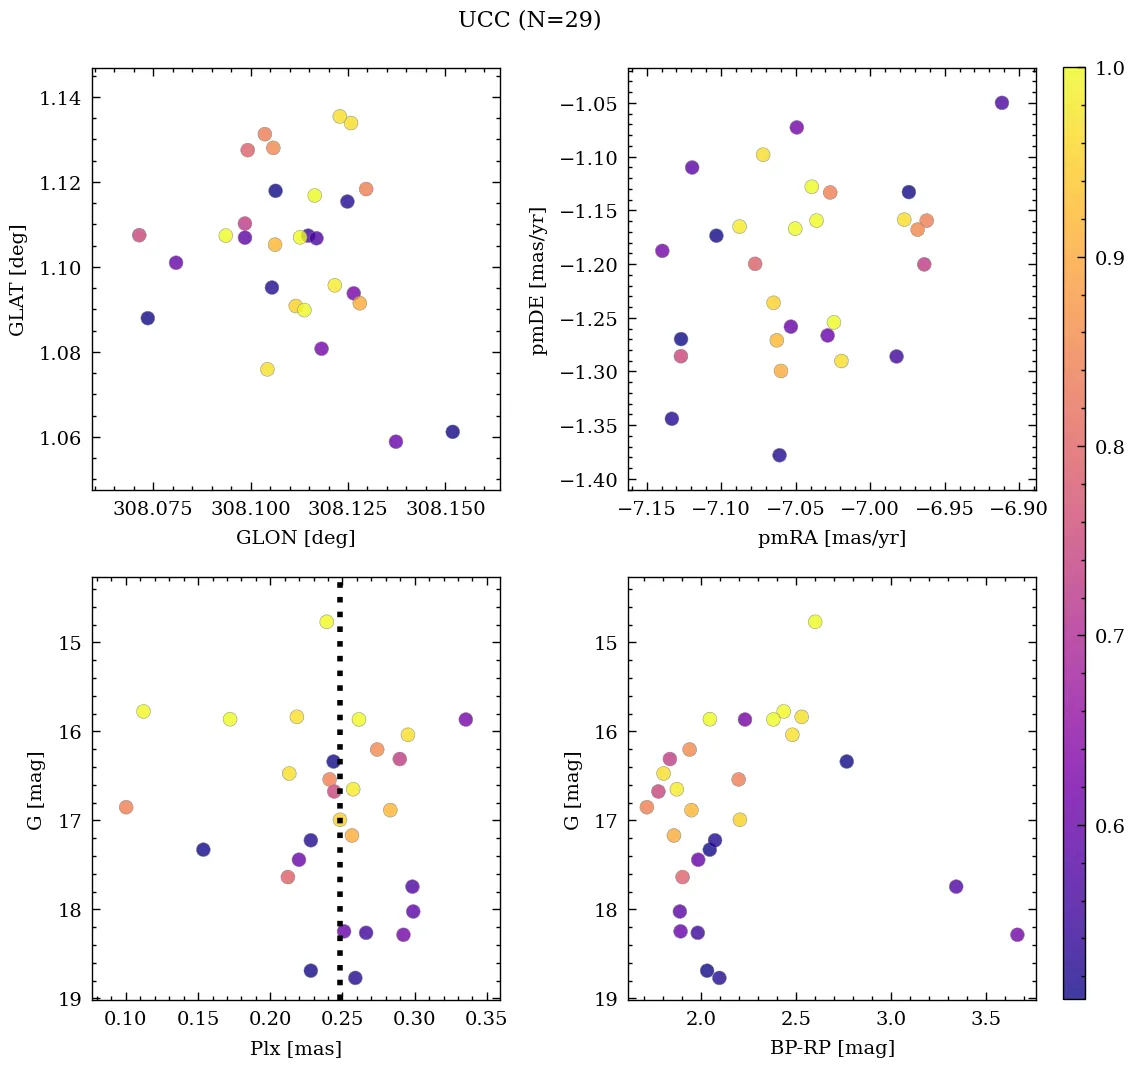 UCC (N=29)
1.14
1.12
1.10
1.08
1.06
GLAT [deg]
308.075 308.100 308.125 308.150
GLON [deg]
−1.05
−1.10
−1.15
−1.20
−1.25
−1.30
−1.35
−1.40
pmDE [mas/yr]
−7.15 −7.10 −7.05 −7.00 −6.95 −6.90
pmRA [mas/yr]
15
16
17
18
19
G [mag]
0.10 0.15 0.20 0.25 0.30 0.35
Plx [mas]
15
16
17
18
19
G [mag]
2.0 2.5 3.0 3.5
BP-RP [mag]
1.0
0.9
0.8
0.7
0.6